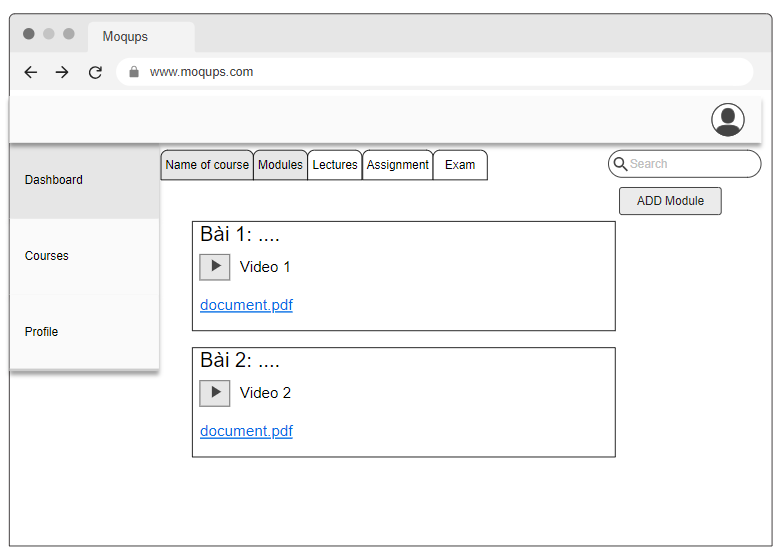 Moqups
www.moqups.com
Dashboard
Courses
Profile
Name of course
Modules
Lectures
Assignment
Exam
Search
ADD Module
Bài 1: ....
Video 1
document.pdf
Bài 2: ....
Video 2
document.pdf